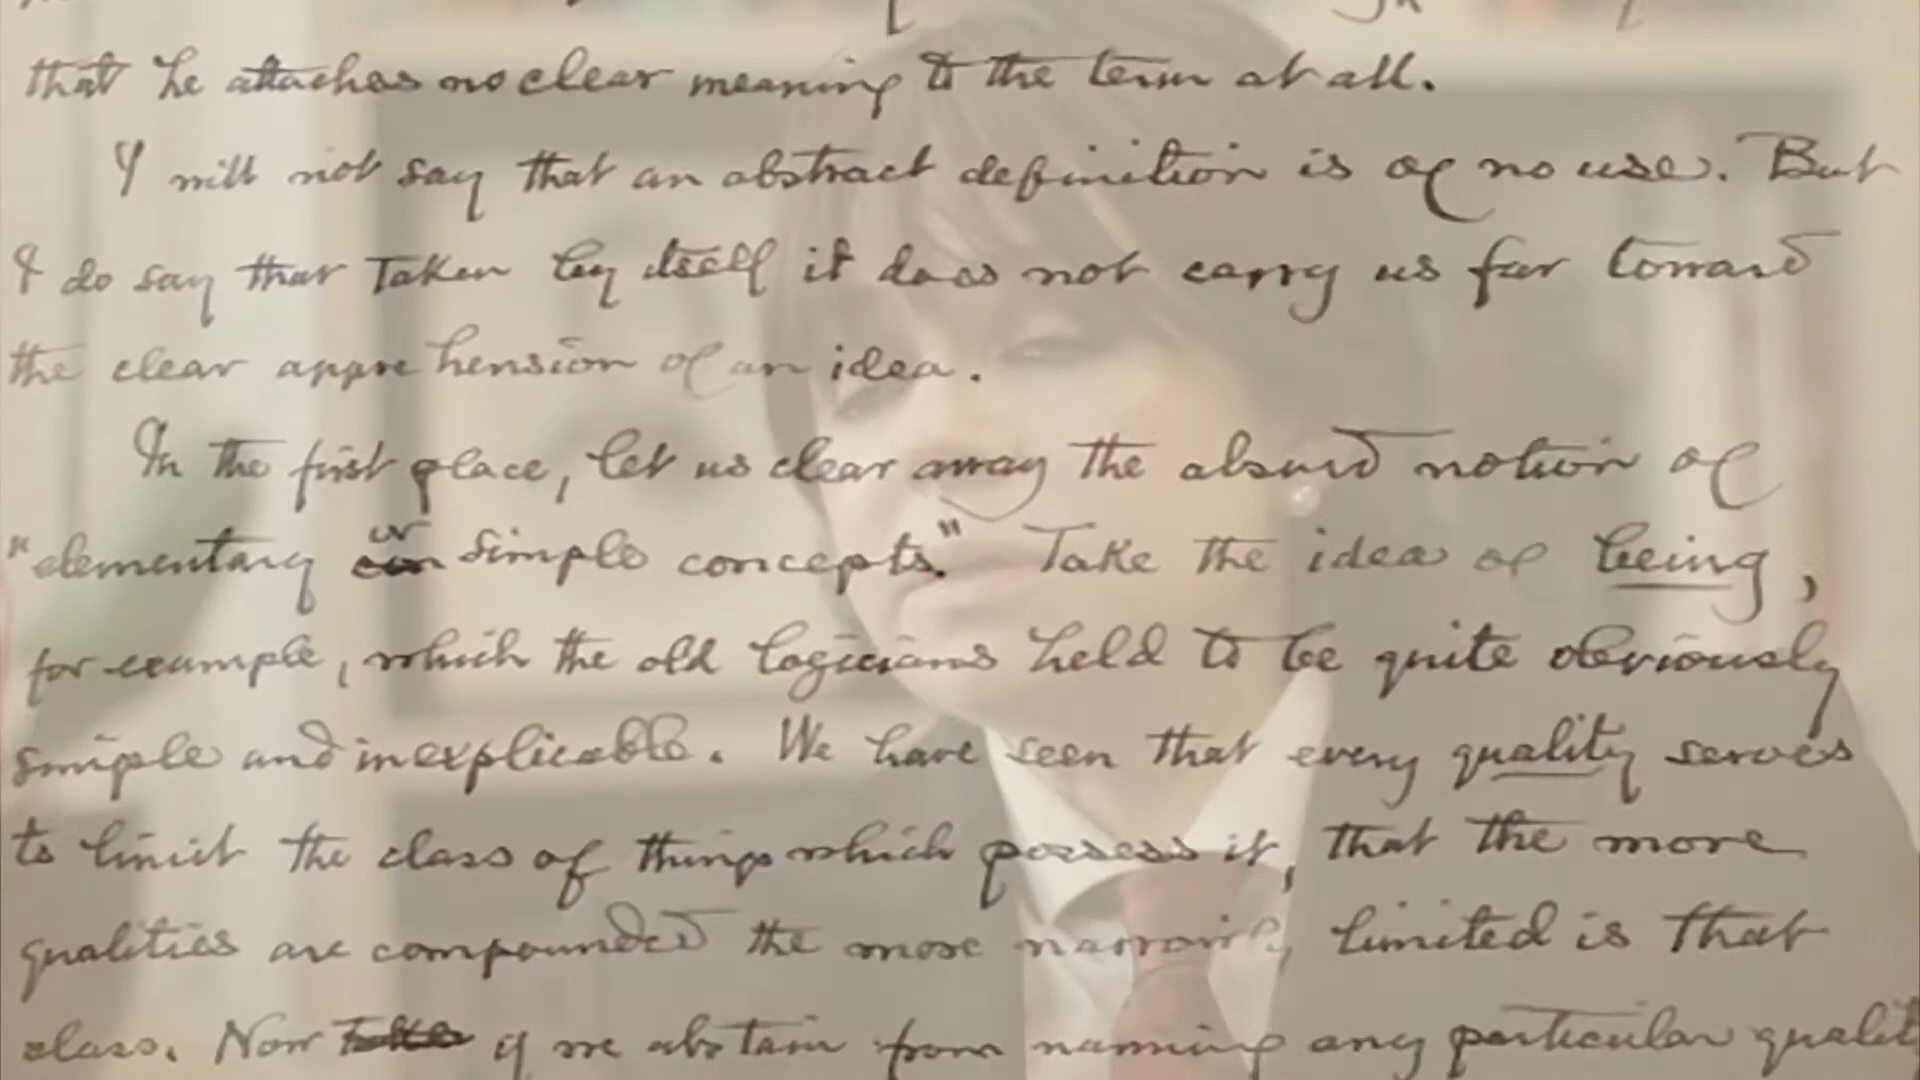 that he attaches no clear meaning to the term at all.
I will not say that an abstract definition is of no use. But
I do say that taken by itself it does not carry us far toward
the clear apprehension of an idea.
In the first place, let us clear away the absurd notion of
"elementary or simple concepts." Take the idea of being,
for example, which the old logicians held to be quite obviously
simple and inexplicable. We have seen that every quality serves
to limit the class of things which possess it, that the more
qualities are compounded the more narrowly limited is that
class. Now if we abstain from naming any particular quality